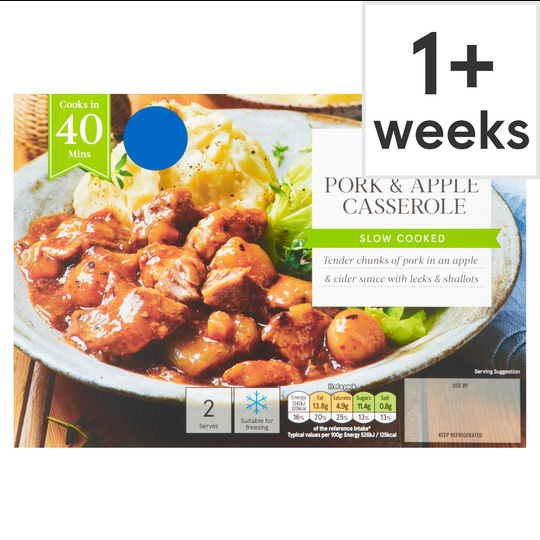 1+
weeks
Cooks in
40
Mins
PORK & APPLE
CASSEROLE
SLOW COOKED
Tender chunks of pork in an apple
& cider sauce with leeks & shallots
Serving Suggestion
2
Serves
Suitable for
freezing
½ of a pack
Energy Fat Saturates Sugars Salt
1342kJ
320kcal 13.8g 4.9g 11.4g 0.8g
16% 20% 25% 13% 13%
of the reference intake*
Typical values per 100g: Energy 526kJ / 125kcal
USE BY
KEEP REFRIGERATED